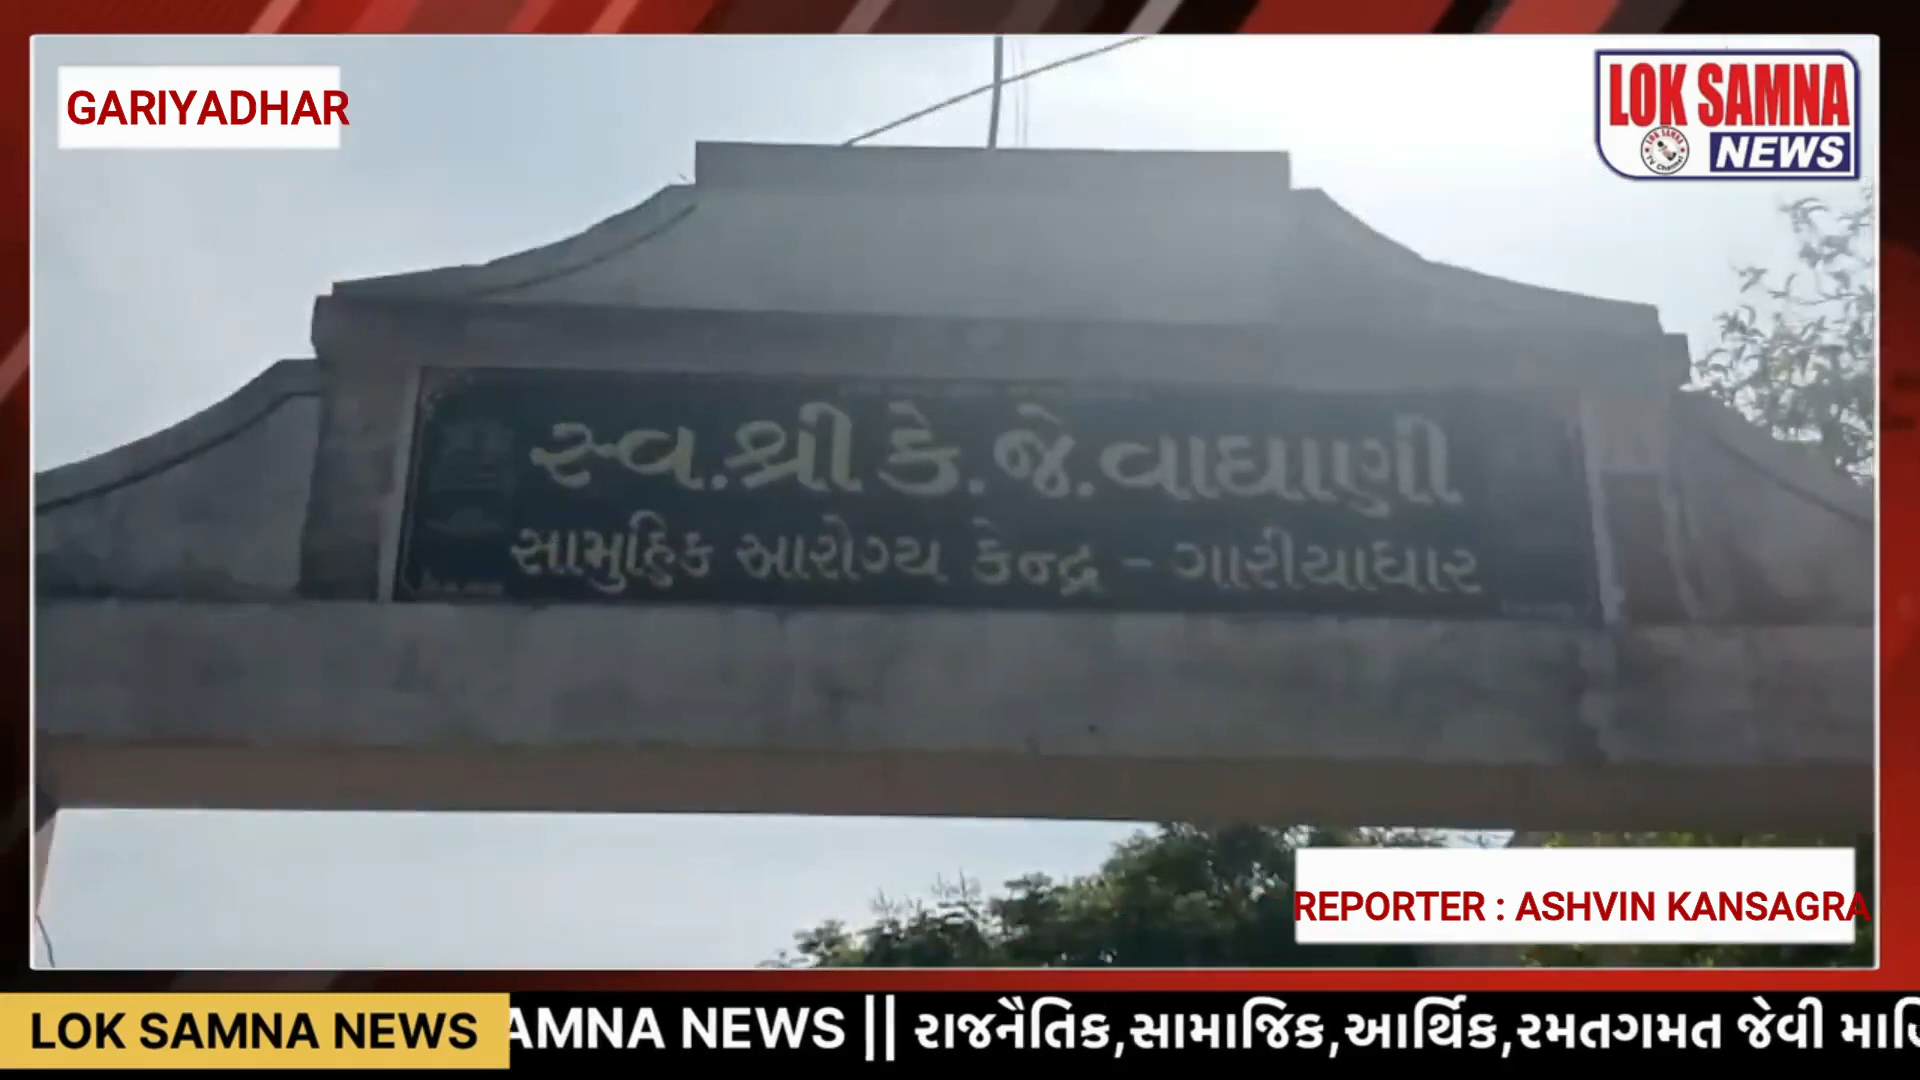 GARIYADHAR
LOK SAMNA
NEWS
સ્વ.શ્રી કે.જે.વાઘાણી
સામુહિક આરોગ્ય કેન્દ્ર - ગારીયાધાર
REPORTER : ASHVIN KANSAGRA
LOK SAMNA NEWS
AMNA NEWS || રાજનૈતિક,સામાજિક,આર્થિક,રમતગમત જેવી